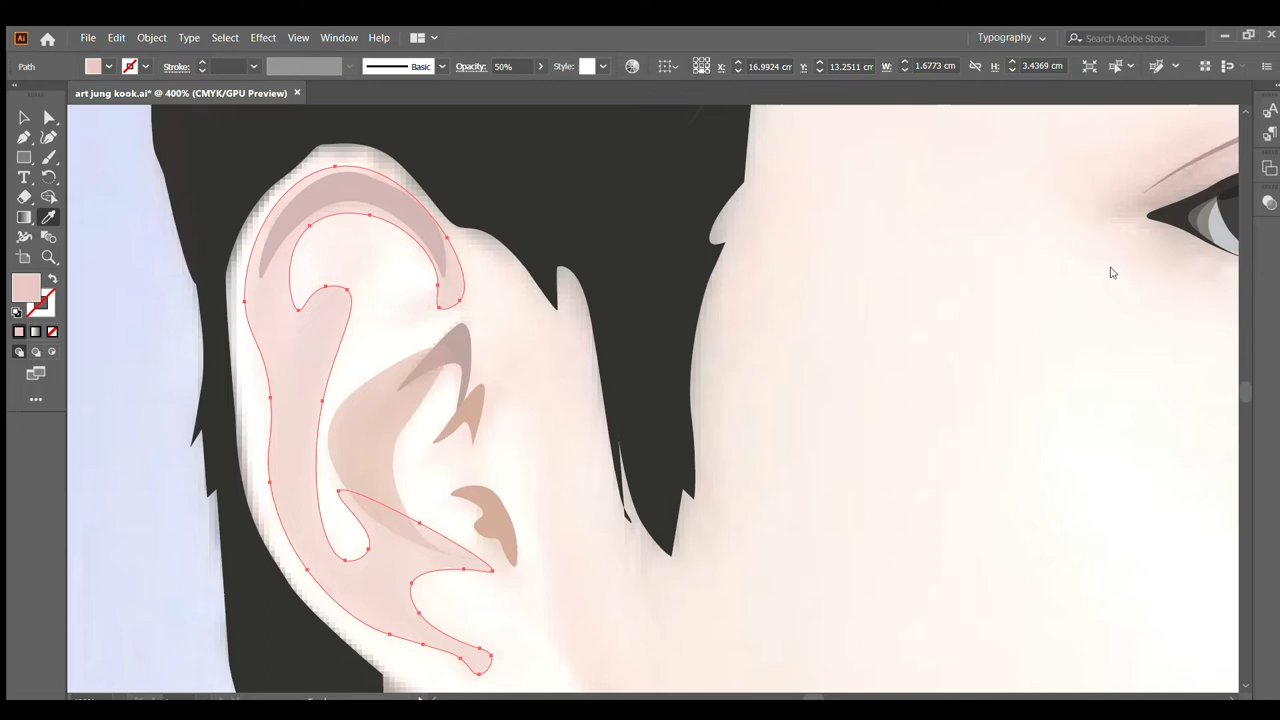 Ai File Edit Object Type Select Effect View Window Help Typography Search Adobe Stock
Path Stroke: Basic Opacity: 50% Style: X: 16.9924 cm Y: 13.2511 cm W: 1.6773 cm H: 3.4369 cm
art jung kook.ai* @ 400% (CMYK/GPU Preview)